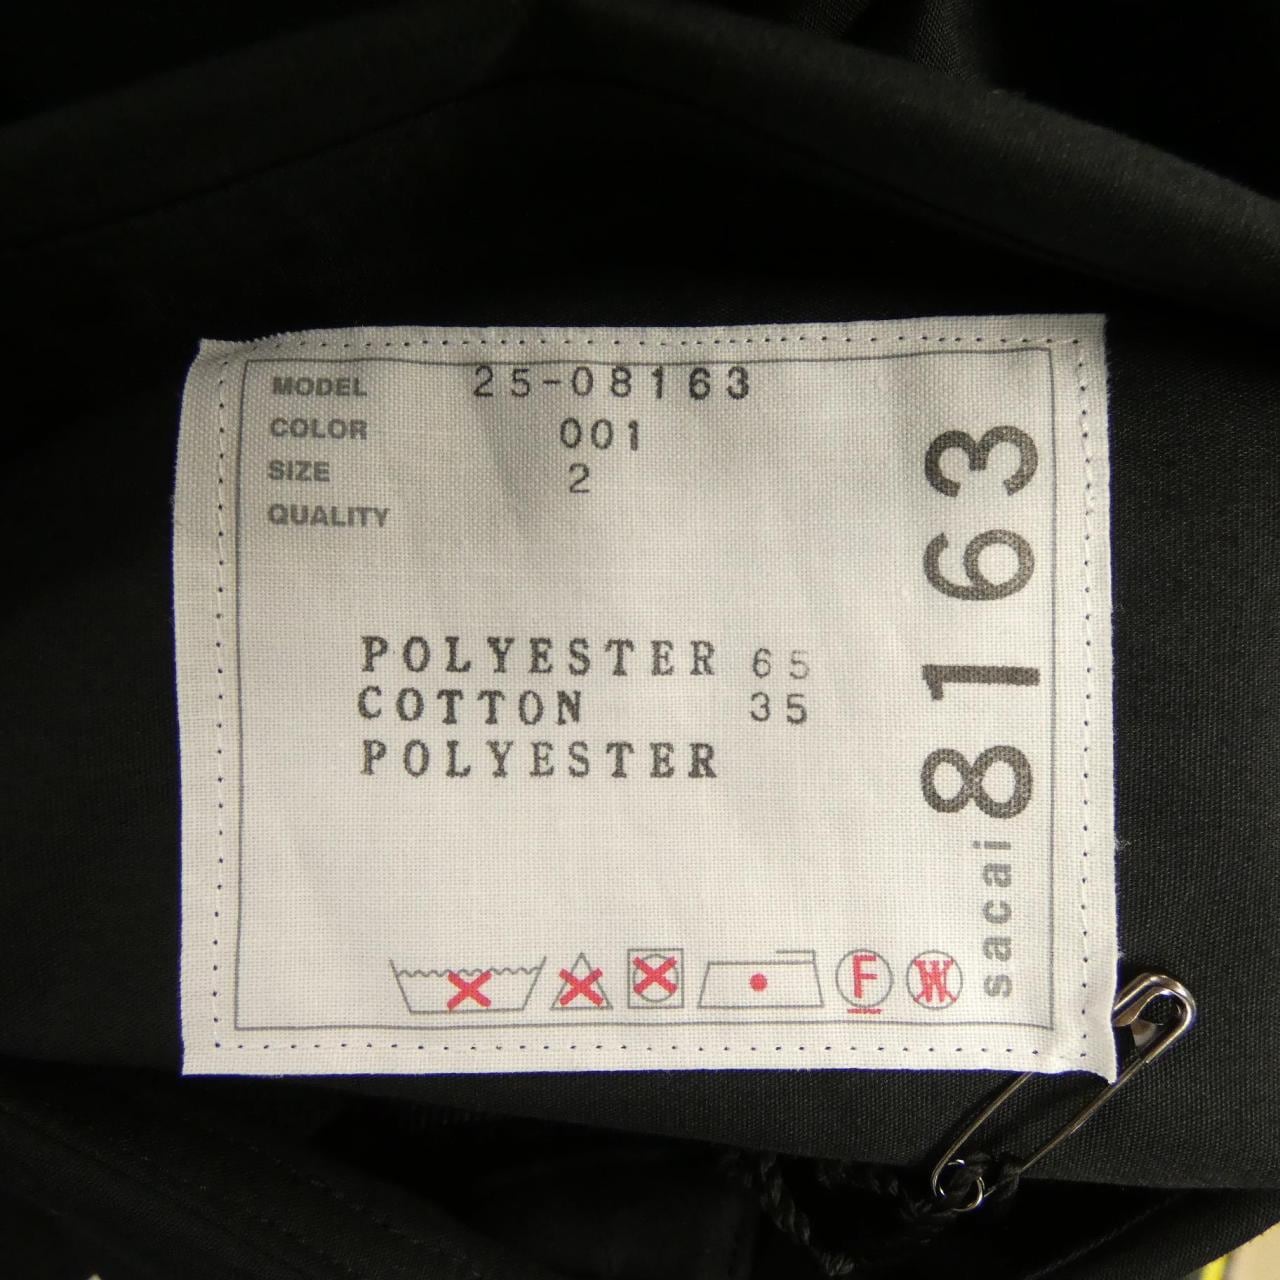 MODEL 25-08163
COLOR 001
SIZE 2
QUALITY
POLYESTER 65
COTTON 35
POLYESTER
F
W
sacai 8163